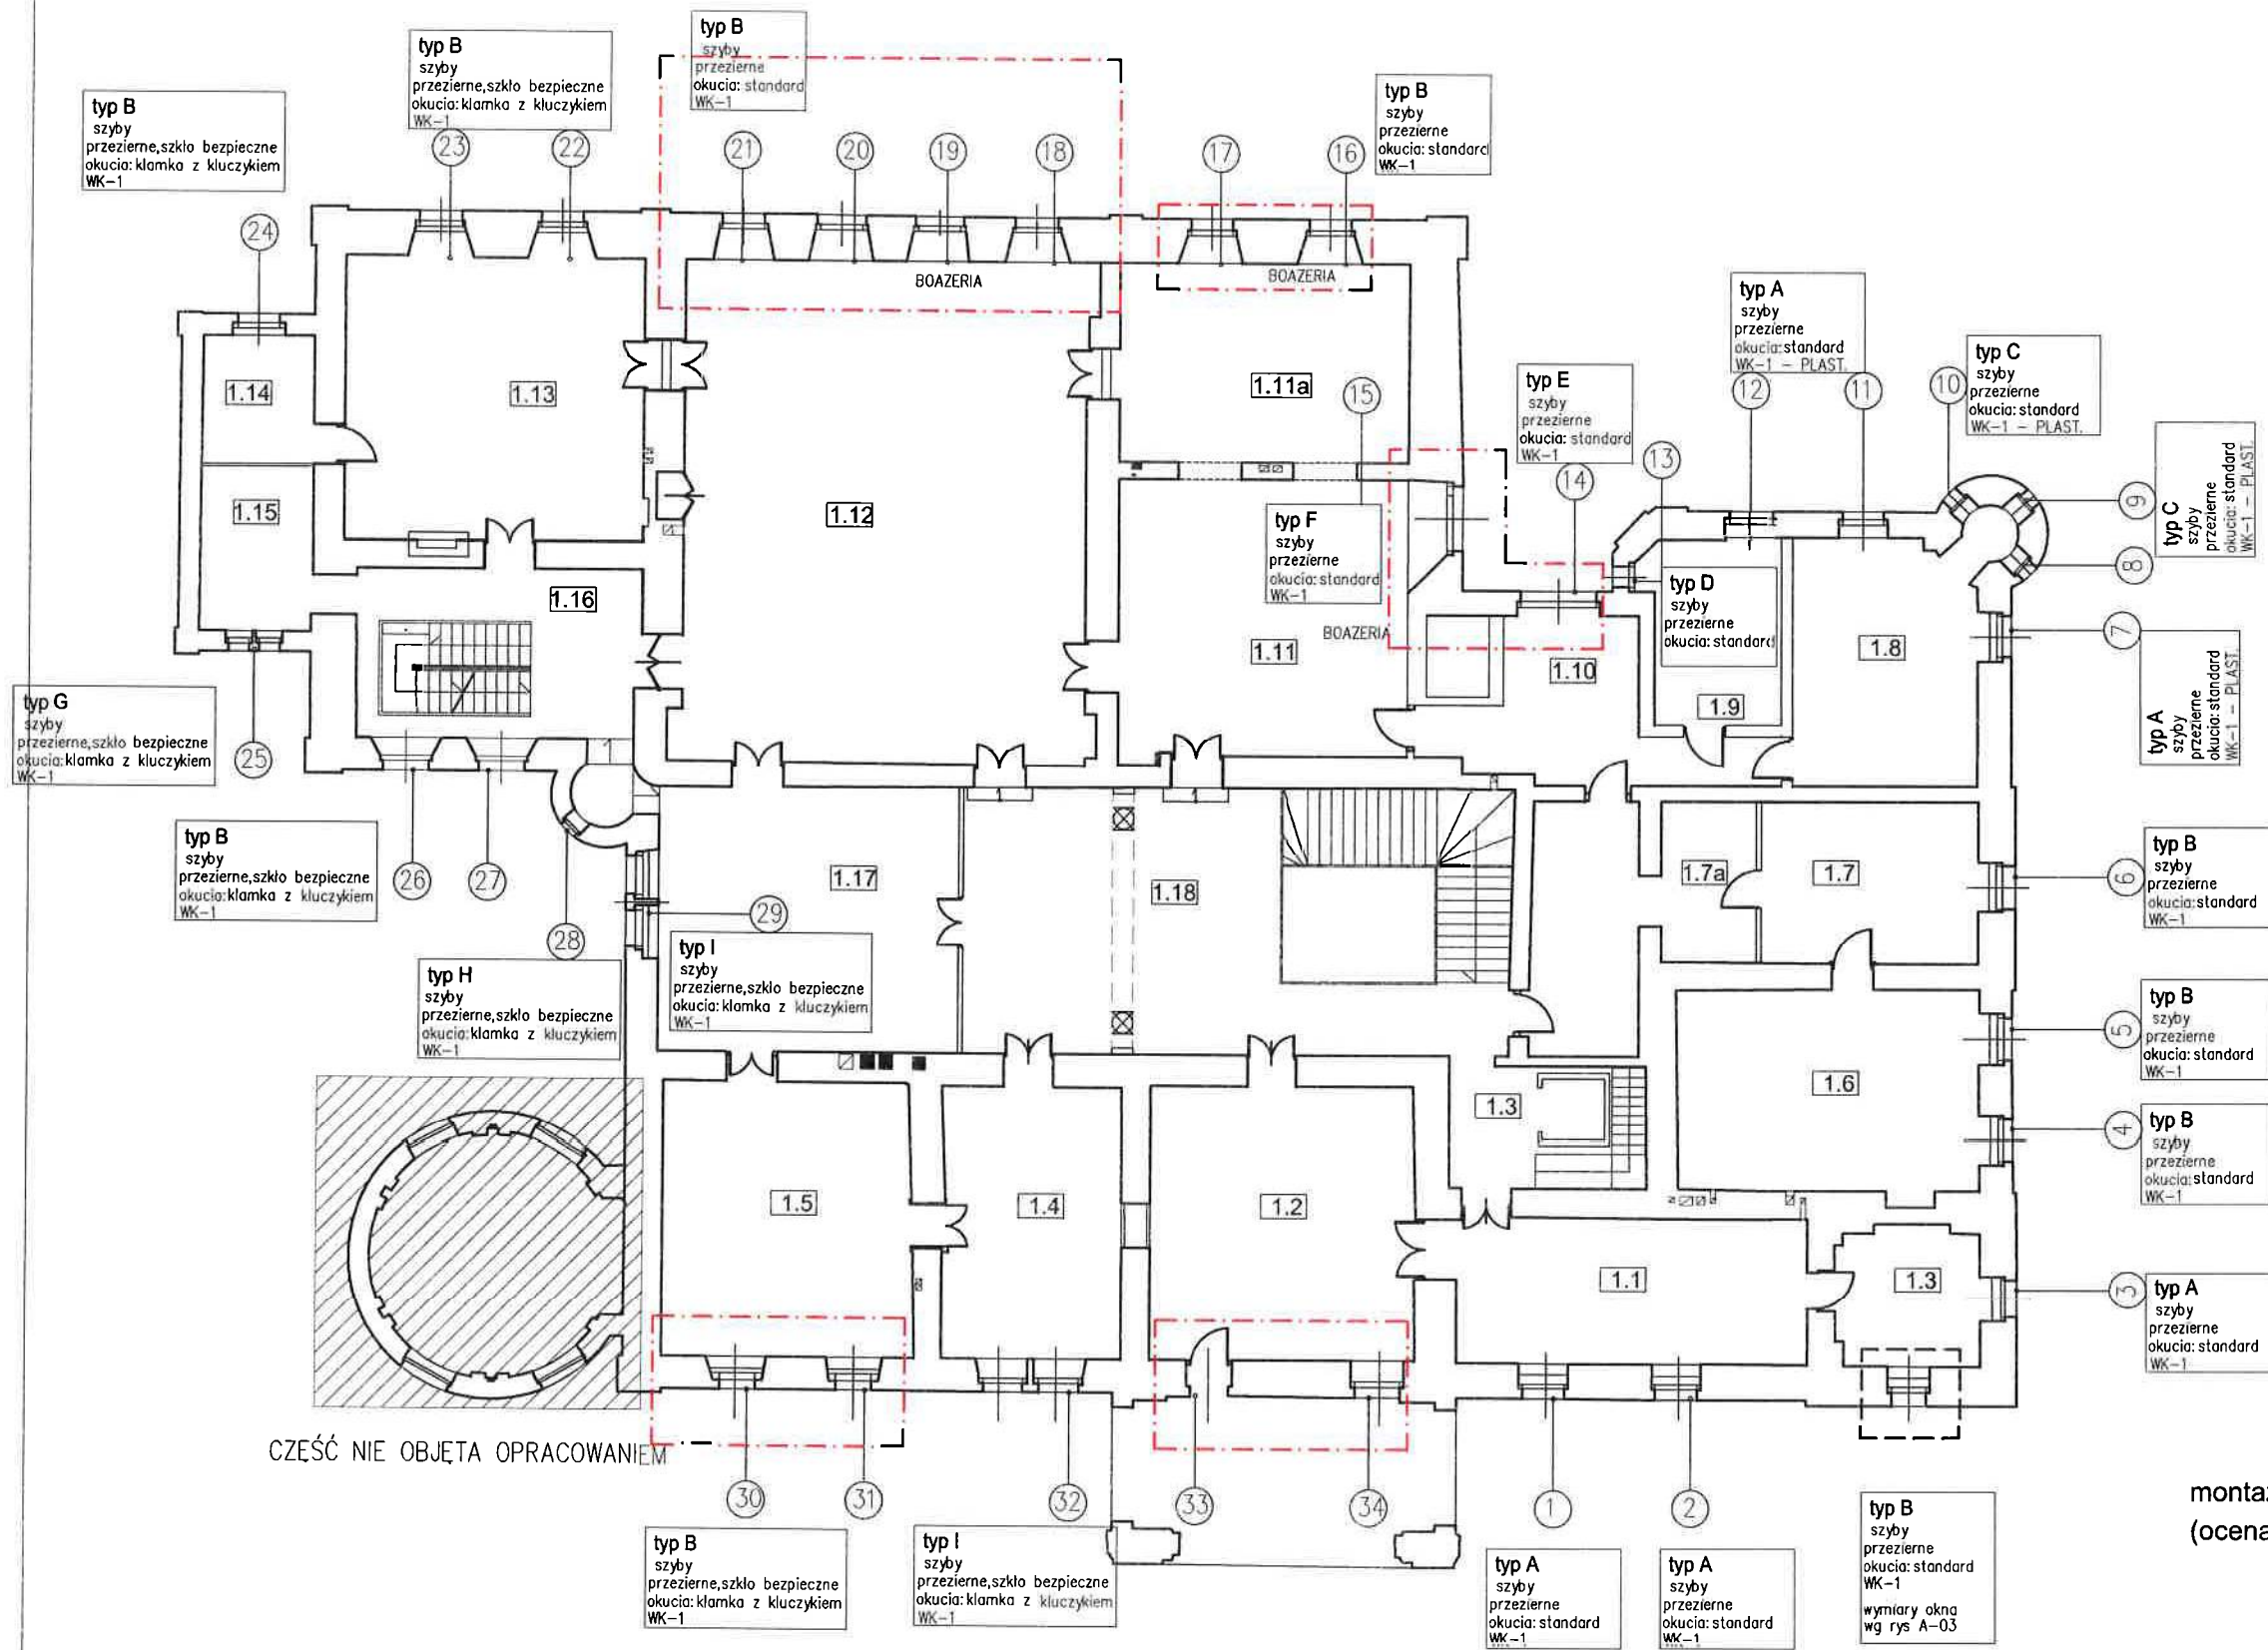 typ B
szyby
przezierne,szkło bezpieczne
okucia: klamka z kluczykiem
WK-1
typ B
szyby
przezierne,szkło bezpieczne
okucia: klamka z kluczykiem
WK-1
typ B
szyby
przezierne
okucia: standard
WK-1
typ B
szyby
przezierne
okucia: standard
WK-1
24
23
22
21
20
19
18
17
16
BOAZERIA
BOAZERIA
typ A
szyby
przezierne
okucia: standard
WK-1 - PLAST.
typ C
szyby
przezierne
okucia: standard
WK-1 - PLAST.
typ E
szyby
przezierne
okucia: standard
WK-1
15
14
13
12
11
10
typ C
szyby
przezierne
okucia: standard
WK-1 - PLAST.
9
8
1.14
1.13
1.11a
1.15
1.12
typ F
szyby
przezierne
okucia: standard
WK-1
BOAZERIA
1.16
1.11
1.10
typ D
szyby
przezierne
okucia: standard
1.9
1.8
7
typ A
szyby
przezierne
okucia: standard
WK-1 - PLAST.
typ G
szyby
przezierne,szkło bezpieczne
okucia: klamka z kluczykiem
WK-1
25
typ B
szyby
przezierne,szkło bezpieczne
okucia: klamka z kluczykiem
WK-1
26
27
28
29
1.17
1.18
1.7a
1.7
6
typ B
szyby
przezierne
okucia: standard
WK-1
typ H
szyby
przezierne,szkło bezpieczne
okucia: klamka z kluczykiem
WK-1
typ I
szyby
przezierne,szkło bezpieczne
okucia: klamka z kluczykiem
WK-1
5
typ B
szyby
przezierne
okucia: standard
WK-1
1.6
1.3
4
typ B
szyby
przezierne
okucia: standard
WK-1
1.5
1.4
1.2
1.1
1.3
3
typ A
szyby
przezierne
okucia: standard
WK-1
CZĘŚĆ NIE OBJĘTA OPRACOWANIEM
30
31
32
33
34
1
2
typ B
szyby
przezierne,szkło bezpieczne
okucia: klamka z kluczykiem
WK-1
typ I
szyby
przezierne,szkło bezpieczne
okucia: klamka z kluczykiem
WK-1
typ A
szyby
przezierne
okucia: standard
WK-1
typ A
szyby
przezierne
okucia: standard
WK-1
typ B
szyby
przezierne
okucia: standard
WK-1
wymiary okna
wg rys A-03
(ocena